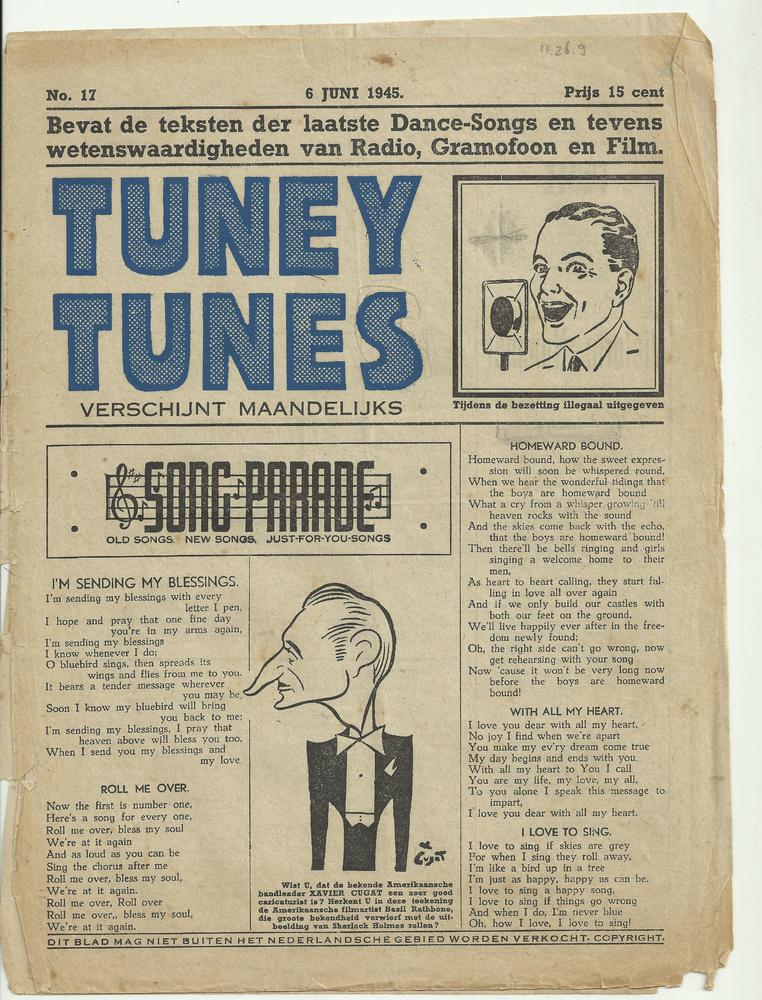 11.26.9
No. 17 6 JUNI 1945. Prijs 15 cent
Bevat de teksten der laatste Dance-Songs en tevens
wetenswaardigheden van Radio, Gramofoon en Film.
TUNEY
TUNES
VERSCHIJNT MAANDELIJKS
Tijdens de bezetting illegaal uitgegeven
SONG PARADE
OLD SONGS. NEW SONGS, JUST-FOR-YOU-SONGS
I'M SENDING MY BLESSINGS.
I'm sending my blessings with every
letter I pen,
I hope and pray that one fine day
you're in my arms again,
I'm sending my blessings
I know whenever I do;
O bluebird sings, then spreads its
wings and flies from me to you.
It bears a tender message wherever
you may be,
Soon I know my bluebird will bring
you back to me;
I'm sending my blessings, I pray that
heaven above will bless you too,
When I send you my blessings and
my love.
ROLL ME OVER.
Now the first is number one,
Here's a song for every one,
Roll me over, bless my soul
We're at it again
And as loud as you can be
Sing the chorus after me
Roll me over, bless my soul,
We're at it again.
Roll me over, Roll over
Roll me over,, bless my soul,
We're at it again.
X. Cugat
Wist U, dat de bekende Amerikaansche
bandleader XAVIER CUGAT een zeer goed
caricaturist is? Herkent U in deze teekening
de Amerikaansche filmartist Basil Rathbone,
die groote bekendheid verwierf met de uit-
beelding van Sherlock Holmes rollen?
HOMEWARD BOUND.
Homeward bound, how the sweet expres-
sion will soon be whispered round,
When we hear the wonderful tidings that
the boys are homeward bound
What a cry from a whisper growing 'till
heaven rocks with the sound
And the skies come back with the echo,
that the boys are homeward bound!
Then there'll be bells ringing and girls
singing a welcome home to their
men,
As heart to heart calling, they start fal-
ling in love all over again
And if we only build our castles with
both our feet on the ground,
We'll live happily ever after in the free-
dom newly found;
Oh, the right side can't go wrong, now
get rehearsing with your song
Now 'cause it won't be very long now
before the boys are homeward
bound!
WITH ALL MY HEART.
I love you dear with all my heart,
No joy I find when we're apart
You make my ev'ry dream come true
My day begins and ends with you.
With all my heart to You I call
You are my life, my love, my all,
To you alone I speak this message to
impart,
I love you dear with all my heart.
I LOVE TO SING.
I love to sing if skies are grey
For when I sing they roll away,
I'm like a bird up in a tree
I'm just as happy, happy as can be.
I love to sing a happy song,
I love to sing if things go wrong
And when I do, I'm never blue
Oh, how I love, I love to sing!
DIT BLAD MAG NIET BUITEN HET NEDERLANDSCHE GEBIED WORDEN VERKOCHT. COPYRIGHT.